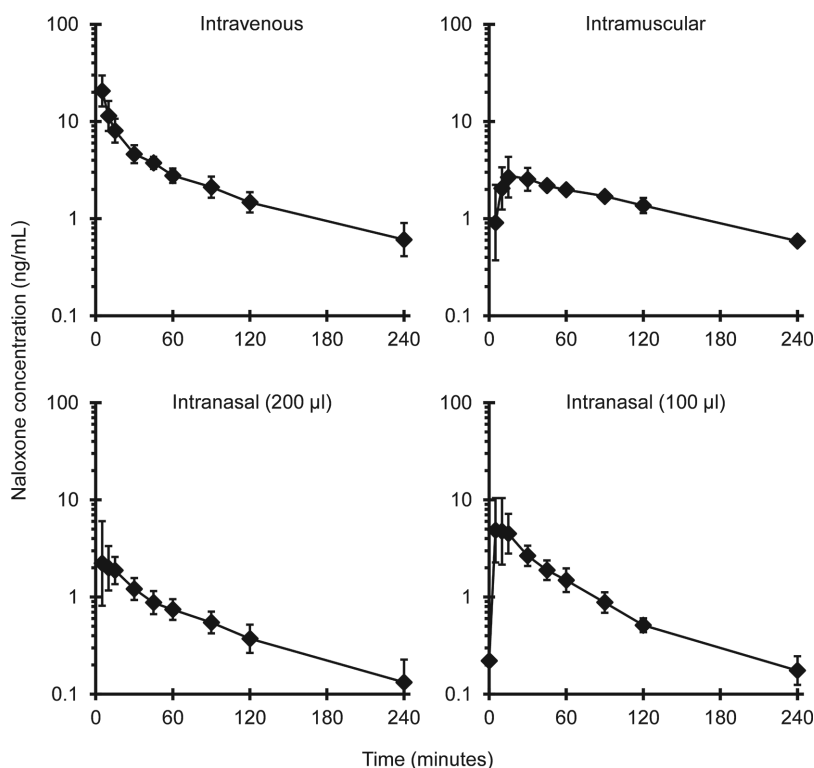 Intravenous
Intramuscular
100
10
1
0.1
0 60 120 180 240
100
10
1
0.1
0 60 120 180 240
Intranasal (200 µl)
Intranasal (100 µl)
100
10
1
0.1
0 60 120 180 240
100
10
1
0.1
0 60 120 180 240
Naloxone concentration (ng/mL)
Time (minutes)